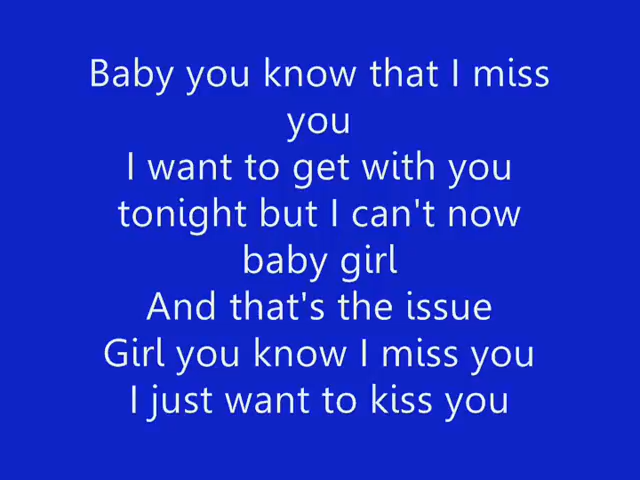 Baby you know that I miss
you
I want to get with you
tonight but I can't now
baby girl
And that's the issue
Girl you know I miss you
I just want to kiss you